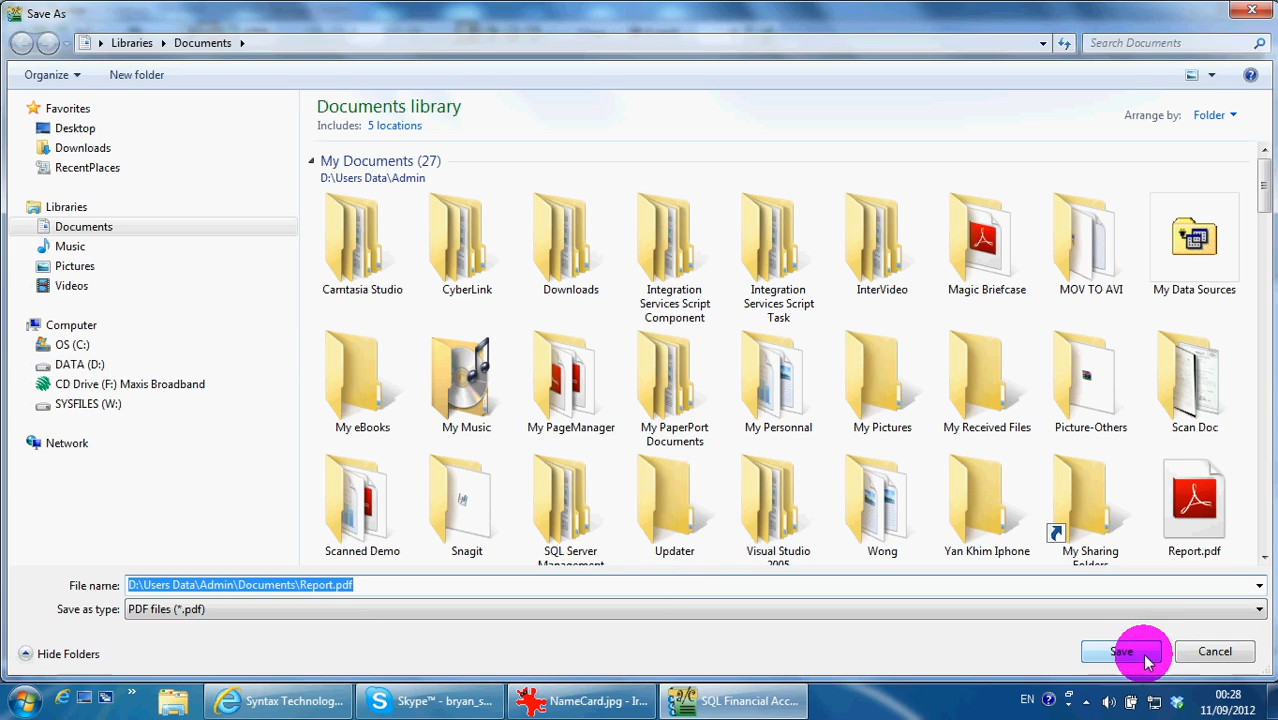 Save As
Libraries
Documents
Search Documents
Organize
New folder
Favorites
Desktop
Downloads
RecentPlaces
Libraries
Documents
Music
Pictures
Videos
Computer
OS (C:)
DATA (D:)
CD Drive (F:) Maxis Broadband
SYSFILES (W:)
Network
Documents library
Includes: 5 locations
Arrange by: Folder
My Documents (27)
D:\Users Data\Admin
Camtasia Studio
CyberLink
Downloads
Integration
Services Script
Component
Integration
Services Script
Task
InterVideo
Magic Briefcase
MOV TO AVI
My Data Sources
My eBooks
My Music
My PageManager
My PaperPort
Documents
My Personnal
My Pictures
My Received Files
Picture-Others
Scan Doc
Scanned Demo
Snagit
SQL Server
Management
Updater
Visual Studio
2005
Wong
Yan Khim Iphone
My Sharing
Folders
Report.pdf
File name: D:\Users Data\Admin\Documents\Report.pdf
Save as type: PDF files (*.pdf)
Hide Folders
Save
Cancel
Syntax Technolog...
Skype™ - bryan_s...
NameCard.jpg - Ir...
SQL Financial Acc...
EN
00:28
11/09/2012